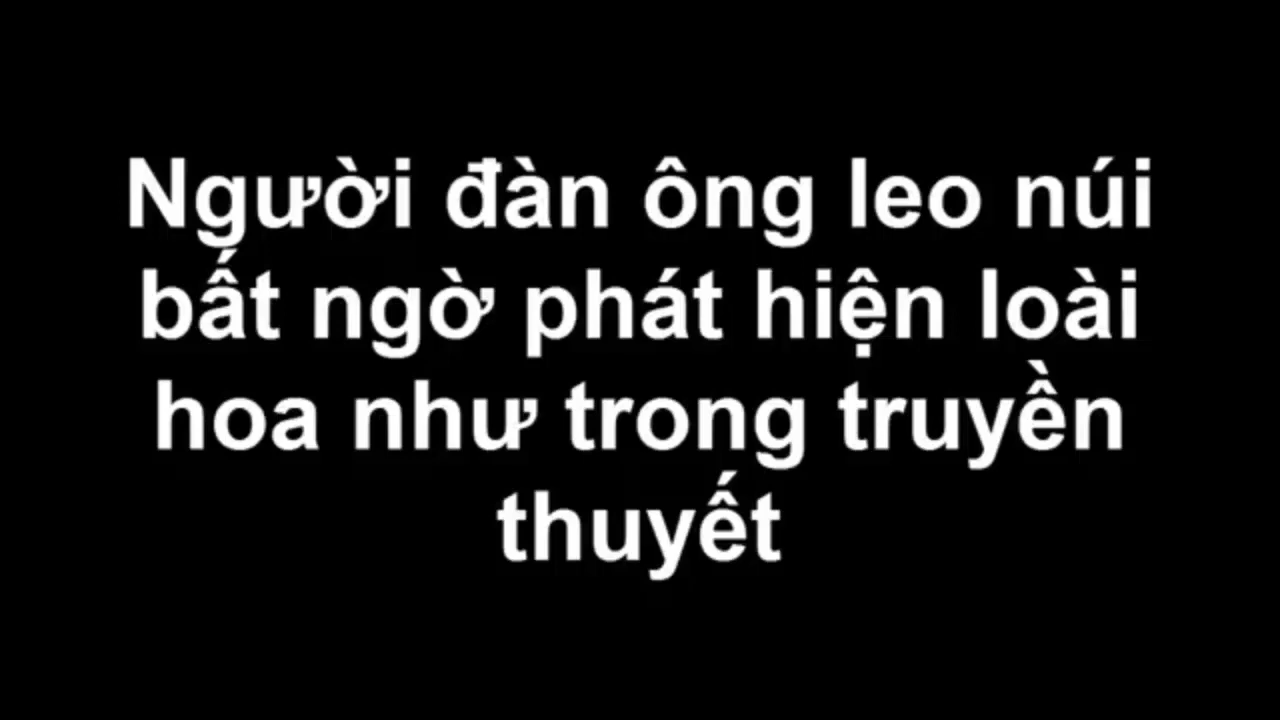 Người đàn ông leo núi
bất ngờ phát hiện loài
hoa như trong truyền
thuyết